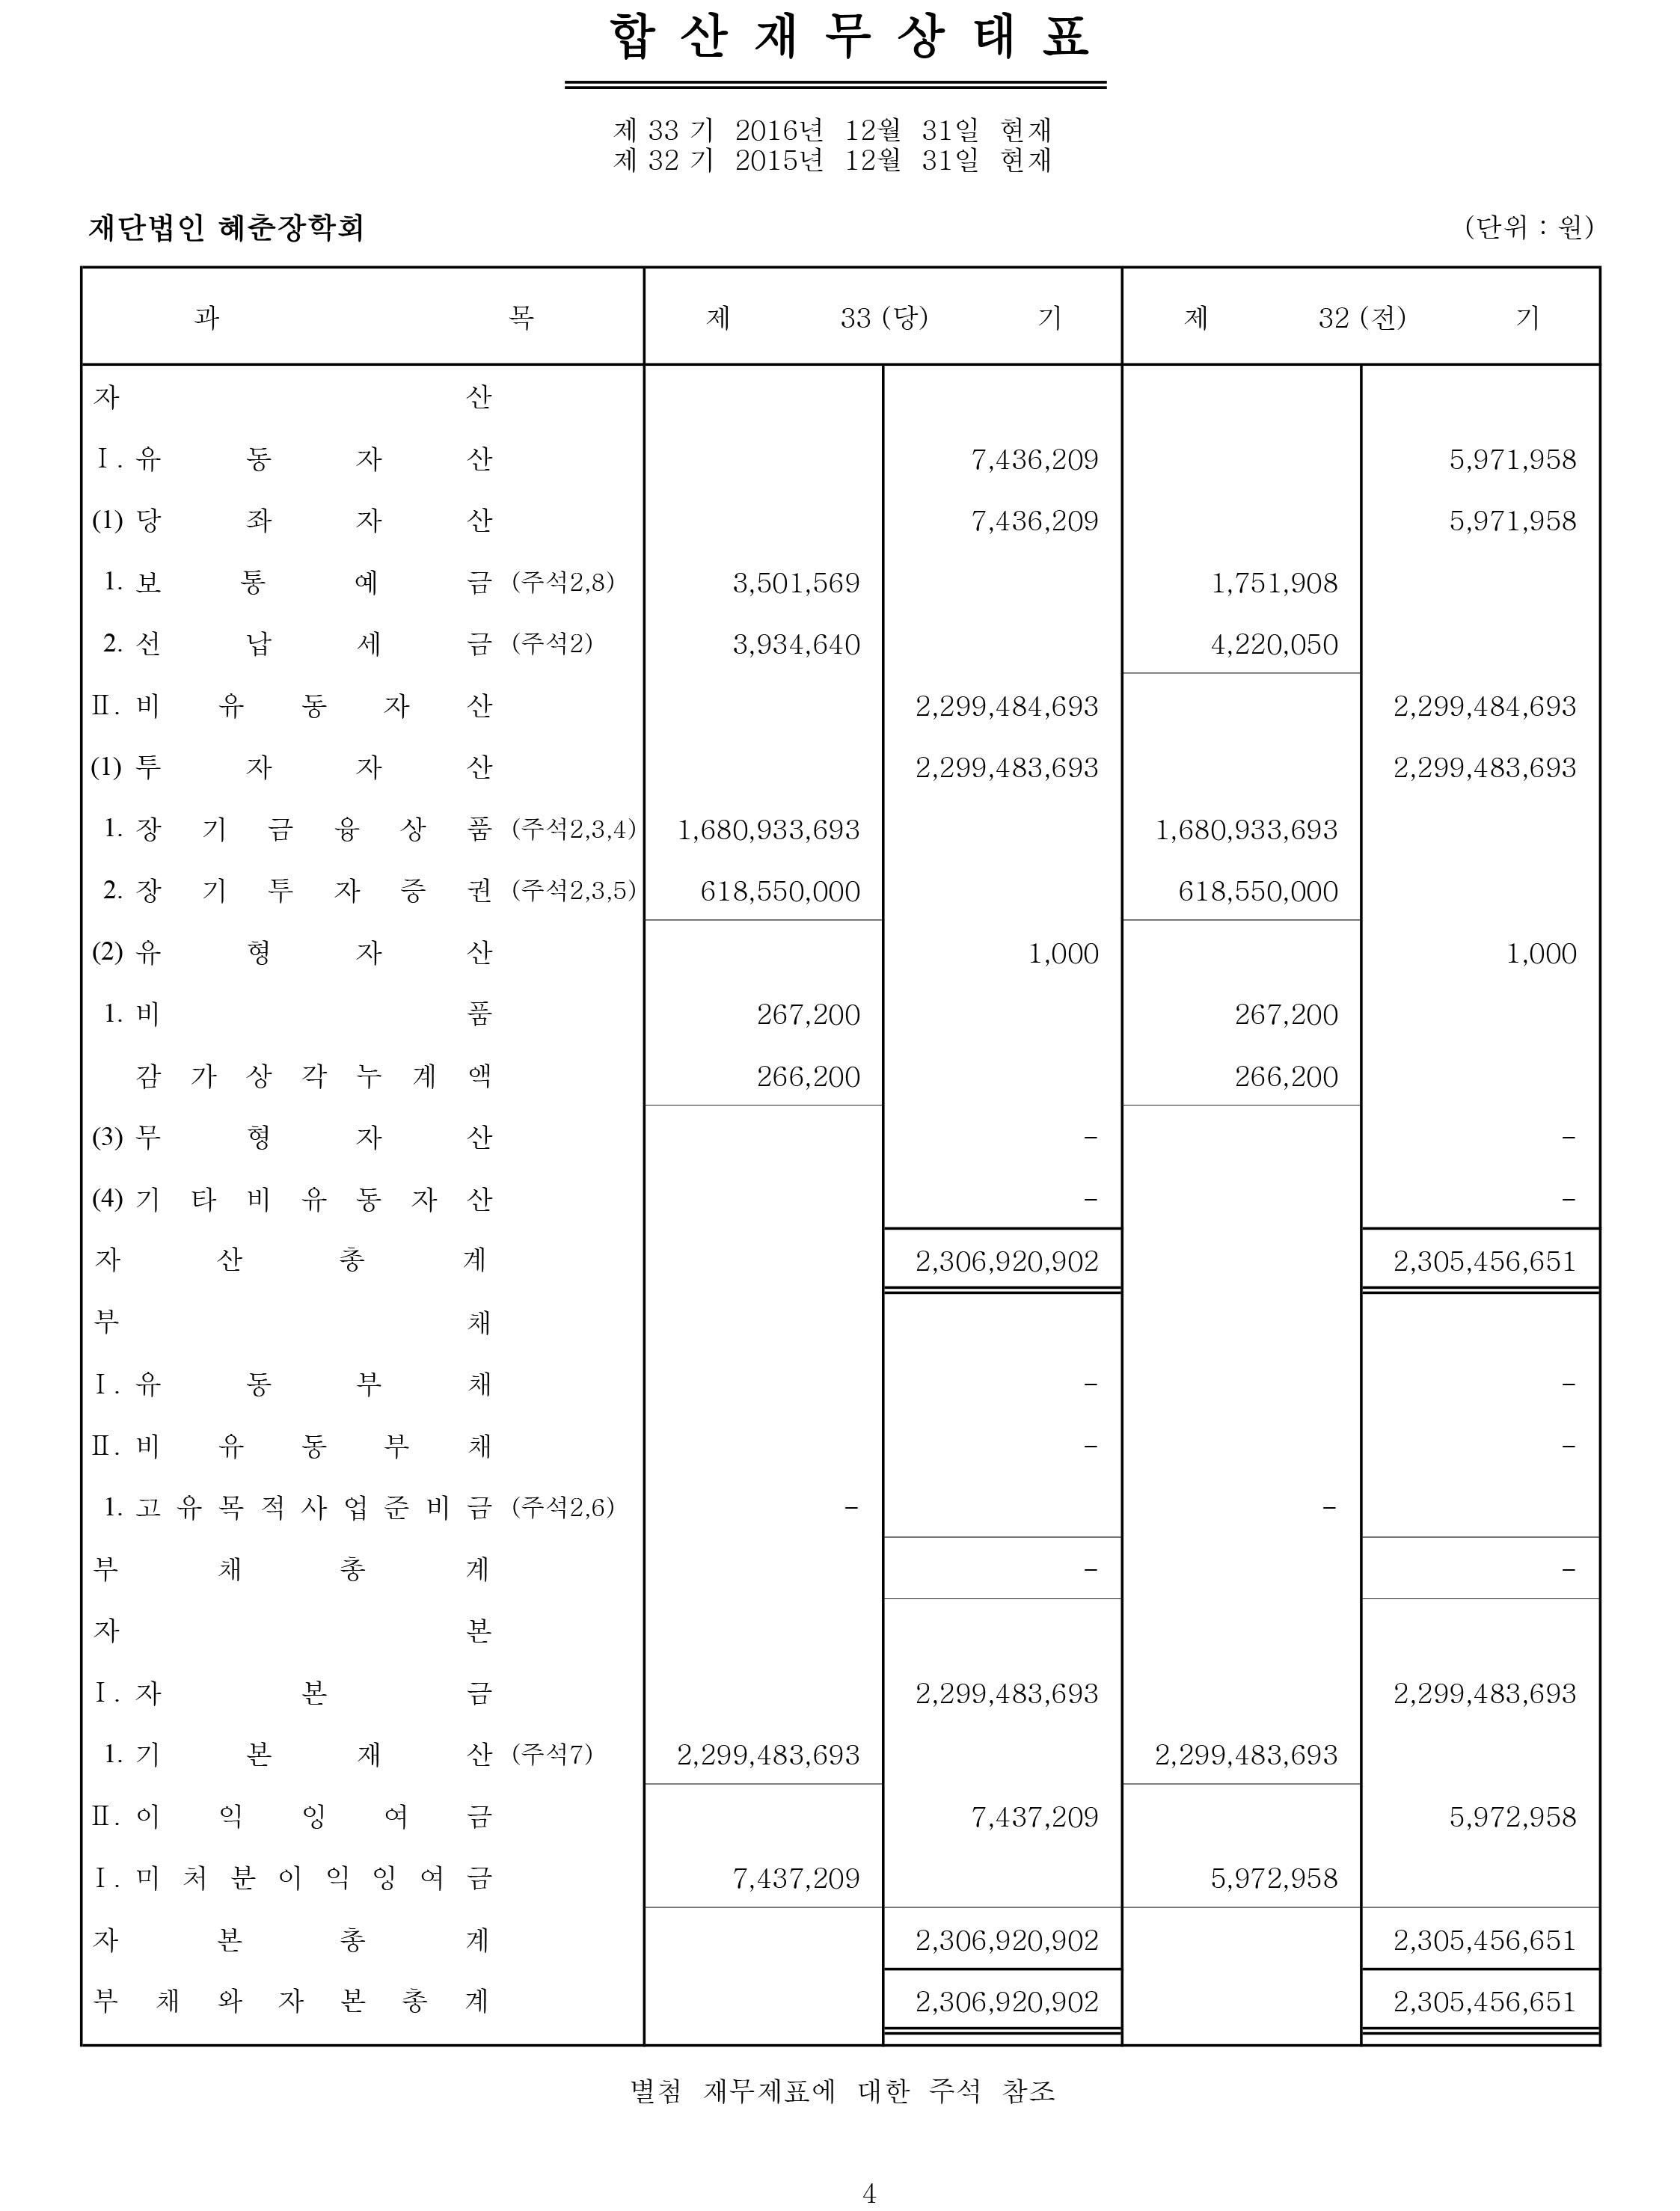 합 산 재 무 상 태 표
제 33 기 2016년 12월 31일 현재
제 32 기 2015년 12월 31일 현재
재단법인 혜춘장학회 (단위 : 원)
과 목 제 33 (당) 기 제 32 (전) 기
자 산
Ⅰ. 유 동 자 산 7,436,209 5,971,958
(1) 당 좌 자 산 7,436,209 5,971,958
1. 보 통 예 금 (주석2,8) 3,501,569 1,751,908
2. 선 납 세 금 (주석2) 3,934,640 4,220,050
Ⅱ. 비 유 동 자 산 2,299,484,693 2,299,484,693
(1) 투 자 자 산 2,299,483,693 2,299,483,693
1. 장 기 금 융 상 품 (주석2,3,4) 1,680,933,693 1,680,933,693
2. 장 기 투 자 증 권 (주석2,3,5) 618,550,000 618,550,000
(2) 유 형 자 산 1,000 1,000
1. 비 품 267,200 267,200
감 가 상 각 누 계 액 266,200 266,200
(3) 무 형 자 산 - -
(4) 기 타 비 유 동 자 산 - -
자 산 총 계 2,306,920,902 2,305,456,651
부 채
Ⅰ. 유 동 부 채 - -
Ⅱ. 비 유 동 부 채 - -
1. 고 유 목 적 사 업 준 비 금 (주석2,6) - -
부 채 총 계 - -
자 본
Ⅰ. 자 본 금 2,299,483,693 2,299,483,693
1. 기 본 재 산 (주석7) 2,299,483,693 2,299,483,693
Ⅱ. 이 익 잉 여 금 7,437,209 5,972,958
Ⅰ. 미 처 분 이 익 잉 여 금 7,437,209 5,972,958
자 본 총 계 2,306,920,902 2,305,456,651
부 채 와 자 본 총 계 2,306,920,902 2,305,456,651
별첨 재무제표에 대한 주석 참조
4